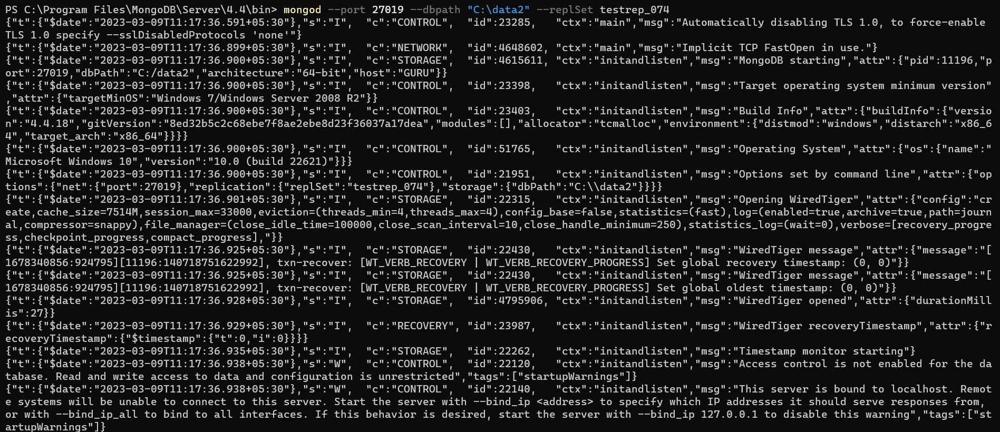 PS C:\Program Files\MongoDB\Server\4.4\bin> mongod --port 27019 --dbpath "C:\data2" --replSet testrep_074
{"t":{"$date":"2023-03-09T11:17:36.591+05:30"},"s":"I",  "c":"CONTROL",  "id":23285,   "ctx":"main","msg":"Automatically disabling TLS 1.0, to force-enable
TLS 1.0 specify --sslDisabledProtocols 'none'"}
{"t":{"$date":"2023-03-09T11:17:36.899+05:30"},"s":"I",  "c":"NETWORK",  "id":4648602, "ctx":"main","msg":"Implicit TCP FastOpen in use."}
{"t":{"$date":"2023-03-09T11:17:36.900+05:30"},"s":"I",  "c":"STORAGE",  "id":4615611, "ctx":"initandlisten","msg":"MongoDB starting","attr":{"pid":11196,"p
ort":27019,"dbPath":"C:/data2","architecture":"64-bit","host":"GURU"}}
{"t":{"$date":"2023-03-09T11:17:36.900+05:30"},"s":"I",  "c":"CONTROL",  "id":23398,   "ctx":"initandlisten","msg":"Target operating system minimum version"
,"attr":{"targetMinOS":"Windows 7/Windows Server 2008 R2"}}
{"t":{"$date":"2023-03-09T11:17:36.900+05:30"},"s":"I",  "c":"CONTROL",  "id":23403,   "ctx":"initandlisten","msg":"Build Info","attr":{"buildInfo":{"versio
n":"4.4.18","gitVersion":"8ed32b5c2c68ebe7f8ae2ebe8d23f36037a17dea","modules":[],"allocator":"tcmalloc","environment":{"distmod":"windows","distarch":"x86_6
4","target_arch":"x86_64"}}}}
{"t":{"$date":"2023-03-09T11:17:36.900+05:30"},"s":"I",  "c":"CONTROL",  "id":51765,   "ctx":"initandlisten","msg":"Operating System","attr":{"os":{"name":"
Microsoft Windows 10","version":"10.0 (build 22621)"}}}
{"t":{"$date":"2023-03-09T11:17:36.900+05:30"},"s":"I",  "c":"CONTROL",  "id":21951,   "ctx":"initandlisten","msg":"Options set by command line","attr":{"op
tions":{"net":{"port":27019},"replication":{"replSet":"testrep_074"},"storage":{"dbPath":"C:\\data2"}}}}
{"t":{"$date":"2023-03-09T11:17:36.901+05:30"},"s":"I",  "c":"STORAGE",  "id":22315,   "ctx":"initandlisten","msg":"Opening WiredTiger","attr":{"config":"cr
eate,cache_size=7514M,session_max=33000,eviction=(threads_min=4,threads_max=4),config_base=false,statistics=(fast),log=(enabled=true,archive=true,path=journ
al,compressor=snappy),file_manager=(close_idle_time=100000,close_scan_interval=10,close_handle_minimum=250),statistics_log=(wait=0),verbose=[recovery_progre
ss,checkpoint_progress,compact_progress],"}}
{"t":{"$date":"2023-03-09T11:17:36.925+05:30"},"s":"I",  "c":"STORAGE",  "id":22430,   "ctx":"initandlisten","msg":"WiredTiger message","attr":{"message":"[
1678340856:924795][11196:140718751622992], txn-recover: [WT_VERB_RECOVERY | WT_VERB_RECOVERY_PROGRESS] Set global recovery timestamp: (0, 0)"}}
{"t":{"$date":"2023-03-09T11:17:36.925+05:30"},"s":"I",  "c":"STORAGE",  "id":22430,   "ctx":"initandlisten","msg":"WiredTiger message","attr":{"message":"[
1678340856:924795][11196:140718751622992], txn-recover: [WT_VERB_RECOVERY | WT_VERB_RECOVERY_PROGRESS] Set global oldest timestamp: (0, 0)"}}
{"t":{"$date":"2023-03-09T11:17:36.928+05:30"},"s":"I",  "c":"STORAGE",  "id":4795906, "ctx":"initandlisten","msg":"WiredTiger opened","attr":{"durationMill
is":27}}
{"t":{"$date":"2023-03-09T11:17:36.929+05:30"},"s":"I",  "c":"RECOVERY", "id":23987,   "ctx":"initandlisten","msg":"WiredTiger recoveryTimestamp","attr":{"r
ecoveryTimestamp":{"$timestamp":{"t":0,"i":0}}}}
{"t":{"$date":"2023-03-09T11:17:36.935+05:30"},"s":"I",  "c":"STORAGE",  "id":22262,   "ctx":"initandlisten","msg":"Timestamp monitor starting"}
{"t":{"$date":"2023-03-09T11:17:36.938+05:30"},"s":"W",  "c":"CONTROL",  "id":22120,   "ctx":"initandlisten","msg":"Access control is not enabled for the da
tabase. Read and write access to data and configuration is unrestricted","tags":["startupWarnings"]}
{"t":{"$date":"2023-03-09T11:17:36.938+05:30"},"s":"W",  "c":"CONTROL",  "id":22140,   "ctx":"initandlisten","msg":"This server is bound to localhost. Remot
e systems will be unable to connect to this server. Start the server with --bind_ip <address> to specify which IP addresses it should serve responses from,
or with --bind_ip_all to bind to all interfaces. If this behavior is desired, start the server with --bind_ip 127.0.0.1 to disable this warning","tags":["st
artupWarnings"]}